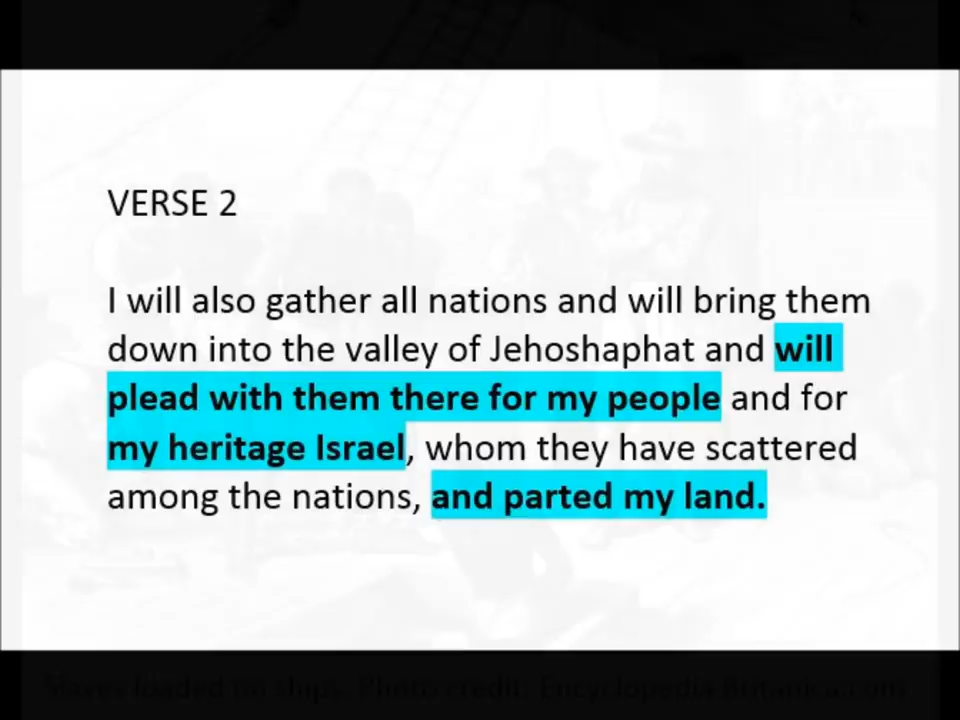 VERSE 2
I will also gather all nations and will bring them
down into the valley of Jehoshaphat and will
plead with them there for my people and for
my heritage Israel, whom they have scattered
among the nations, and parted my land.
Slaves loaded on ships. Photo credit: Encyclopedia Britanica.com